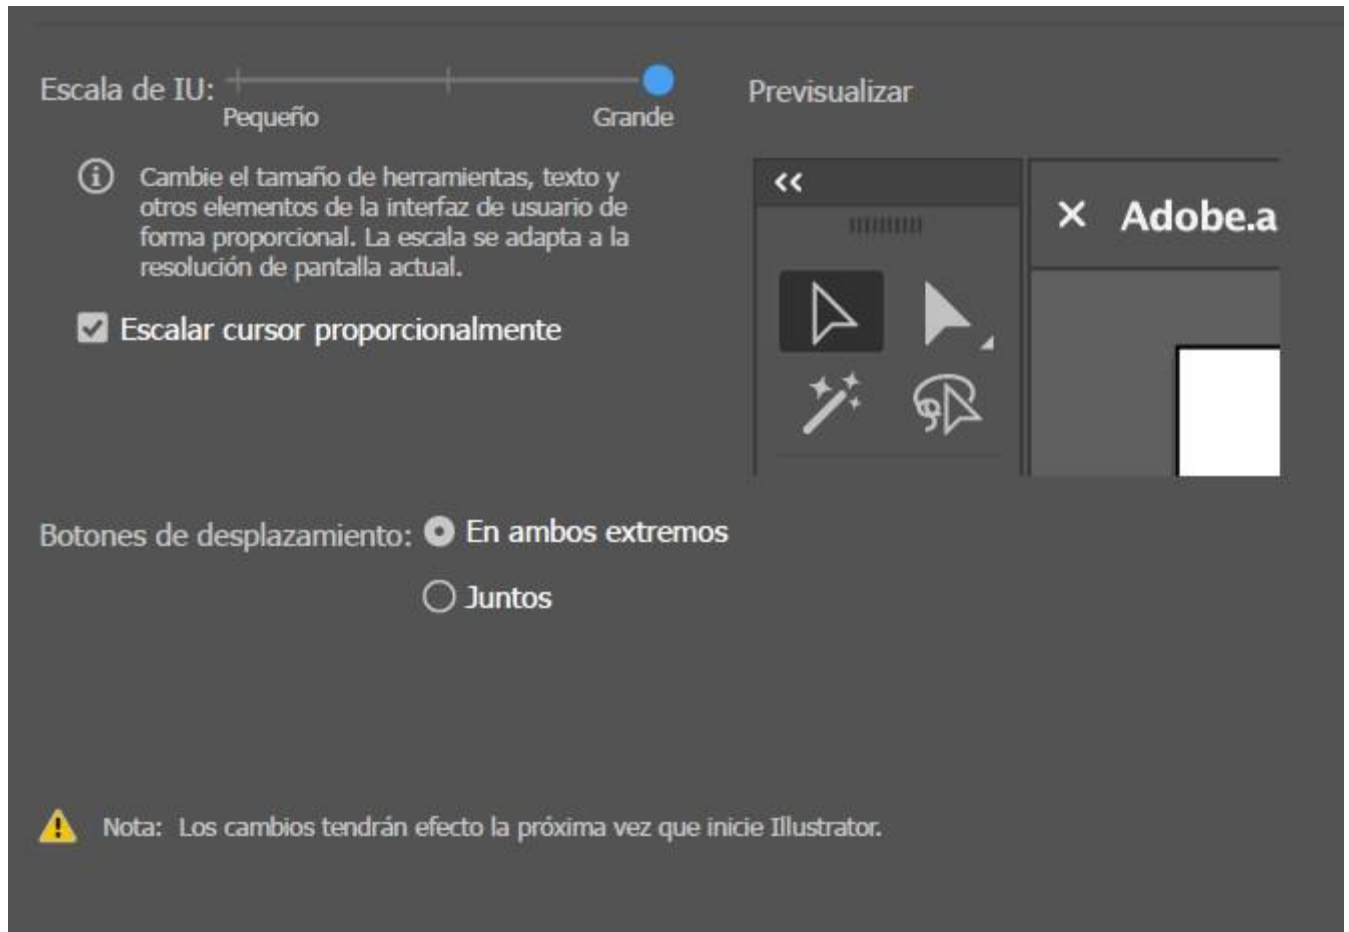 Escala de IU:
Pequeño
Grande
Previsualizar
Cambie el tamaño de herramientas, texto y
otros elementos de la interfaz de usuario de
forma proporcional. La escala se adapta a la
resolución de pantalla actual.
Escalar cursor proporcionalmente
Adobe.a
Botones de desplazamiento:
En ambos extremos
Juntos
Nota: Los cambios tendrán efecto la próxima vez que inicie Illustrator.